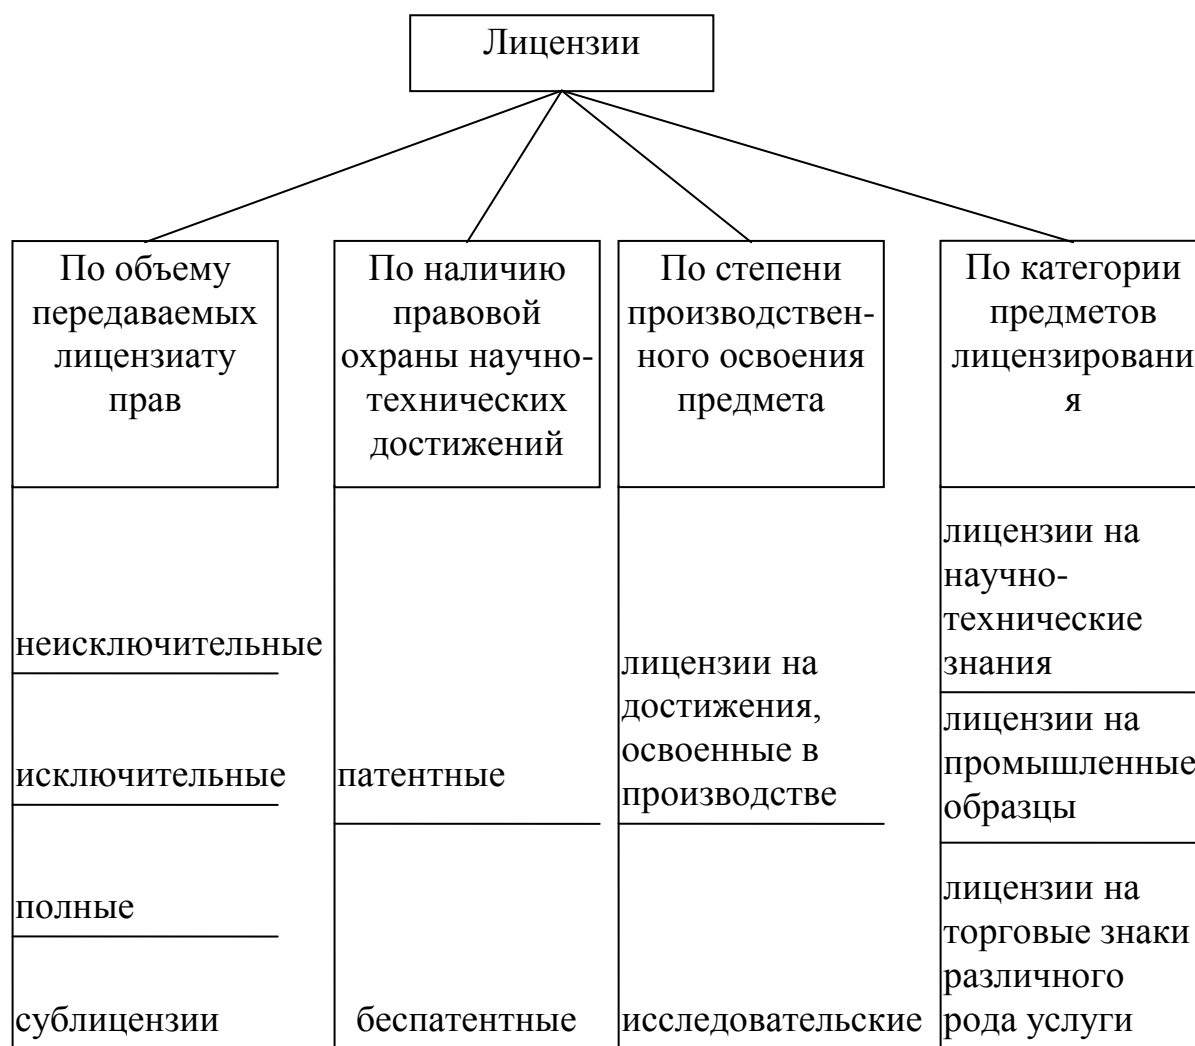 Лицензии
По объему
передаваемых
лицензиату
прав
По наличию
правовой
охраны научно-
технических
достижений
По степени
производствен-
ного освоения
предмета
По категории
предметов
лицензировани
я
неисключительные
исключительные
полные
сублицензии
патентные
беспатентные
лицензии на
достижения,
освоенные в
производстве
исследовательские
лицензии на
научно-
технические
знания
лицензии на
промышленные
образцы
лицензии на
торговые знаки
различного
рода услуги